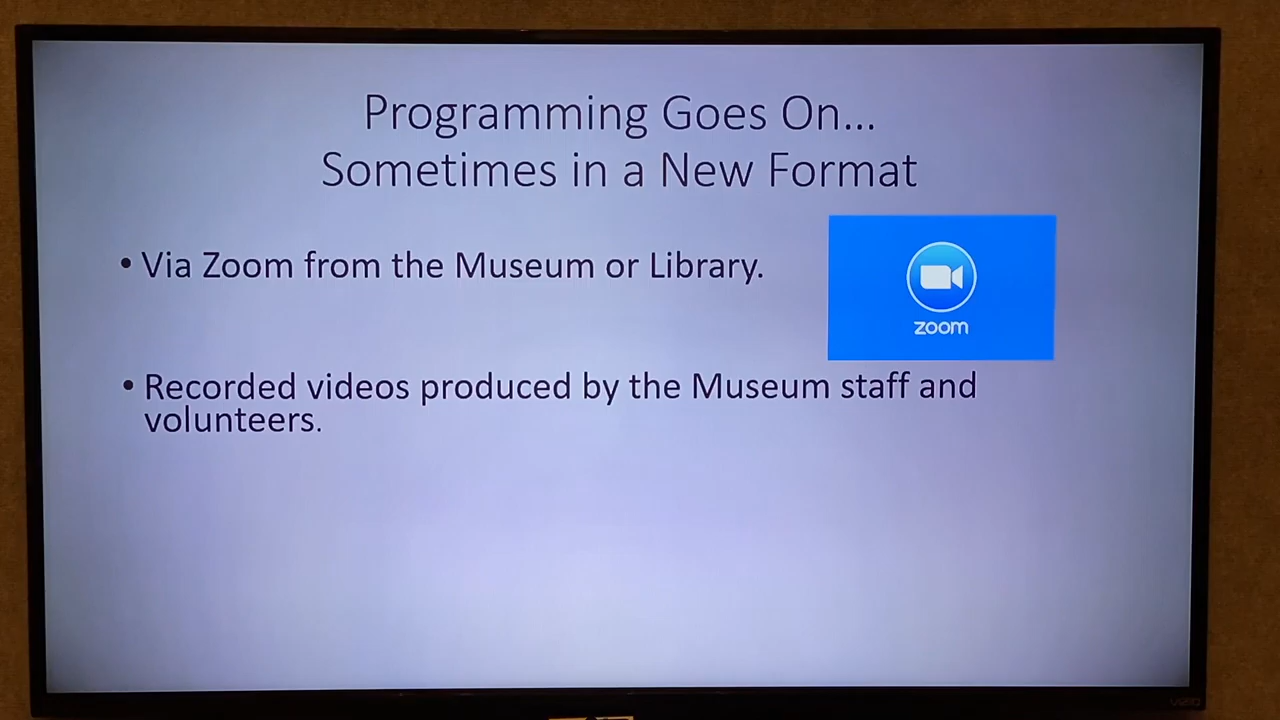 Programming Goes On...
Sometimes in a New Format
• Via Zoom from the Museum or Library.
zoom
• Recorded videos produced by the Museum staff and
volunteers.
VIZIO